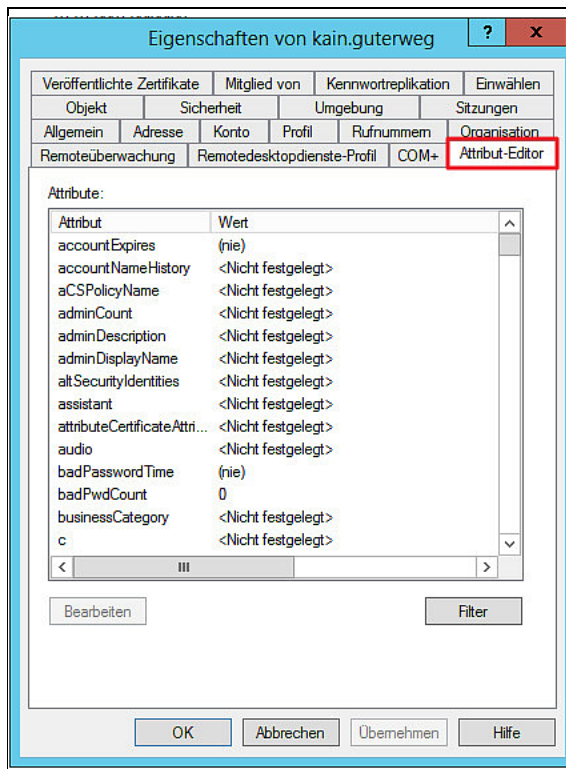 Eigenschaften von kain.guterweg ? x
Veröffentlichte Zertifikate Mitglied von Kennwortreplikation Einwählen
Objekt Sicherheit Umgebung Sitzungen
Allgemein Adresse Konto Profil Rufnummern Organisation
Remoteüberwachung Remotedesktopdienste-Profil COM+ Attribut-Editor
Attribute:
Attribut Wert
accountExpires (nie)
accountNameHistory <Nicht festgelegt>
aCSPolicyName <Nicht festgelegt>
adminCount <Nicht festgelegt>
adminDescription <Nicht festgelegt>
adminDisplayName <Nicht festgelegt>
altSecurityIdentities <Nicht festgelegt>
assistant <Nicht festgelegt>
attributeCertificateAttri... <Nicht festgelegt>
audio <Nicht festgelegt>
badPasswordTime (nie)
badPwdCount 0
businessCategory <Nicht festgelegt>
c <Nicht festgelegt>
Bearbeiten Filter
OK Abbrechen Übernehmen Hilfe